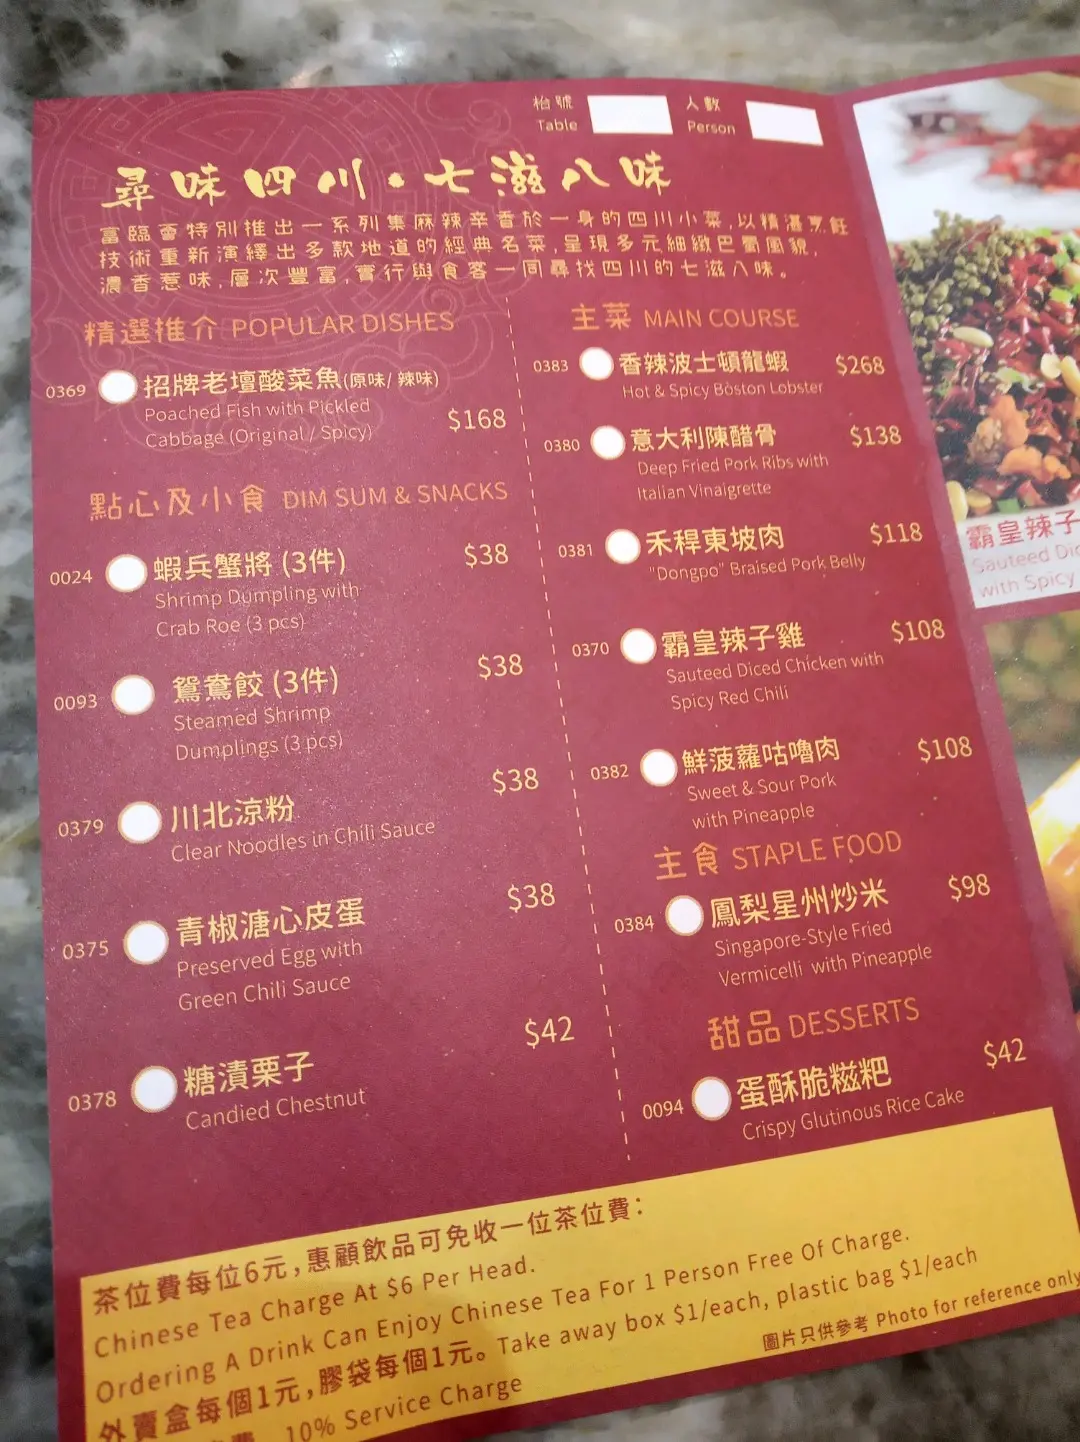 枱號
Table
人數
Person
尋味四川・七滋八味
富臨會特別推出一系列集麻辣辛香於一身的四川小菜,以精湛烹飪
技術重新演繹出多款地道的經典名菜,呈現多元細緻巴蜀風貌,
濃香惹味,層次豐富,實行與食客一同尋找四川的七滋八味。
精選推介 POPULAR DISHES
0369 招牌老壇酸菜魚(原味/辣味)
Poached Fish with Pickled
Cabbage (Original / Spicy) $168
點心及小食 DIM SUM & SNACKS
0024 蝦兵蟹將 (3件) $38
Shrimp Dumpling with
Crab Roe (3 pcs)
0093 鴛鴦餃 (3件) $38
Steamed Shrimp
Dumplings (3 pcs)
0379 川北涼粉 $38
Clear Noodles in Chili Sauce
0375 青椒溏心皮蛋 $38
Preserved Egg with
Green Chili Sauce
0378 糖漬栗子 $42
Candied Chestnut
主菜 MAIN COURSE
0383 香辣波士頓龍蝦 $268
Hot & Spicy Boston Lobster
0380 意大利陳醋骨 $138
Deep Fried Pork Ribs with
Italian Vinaigrette
0381 禾稈東坡肉 $118
"Dongpo" Braised Pork Belly
0370 霸皇辣子雞 $108
Sauteed Diced Chicken with
Spicy Red Chili
0382 鮮菠蘿咕嚕肉 $108
Sweet & Sour Pork
with Pineapple
主食 STAPLE FOOD
0384 鳳梨星州炒米 $98
Singapore-Style Fried
Vermicelli with Pineapple
甜品 DESSERTS
0094 蛋酥脆糍粑 $42
Crispy Glutinous Rice Cake
茶位費每位6元,惠顧飲品可免收一位茶位費:
Chinese Tea Charge At $6 Per Head.
Ordering A Drink Can Enjoy Chinese Tea For 1 Person Free Of Charge.
外賣盒每個1元,膠袋每個1元。Take away box $1/each, plastic bag $1/each
費 10% Service Charge
圖片只供參考 Photo for reference only
霸皇辣子
Sauteed Dic
with Spicy